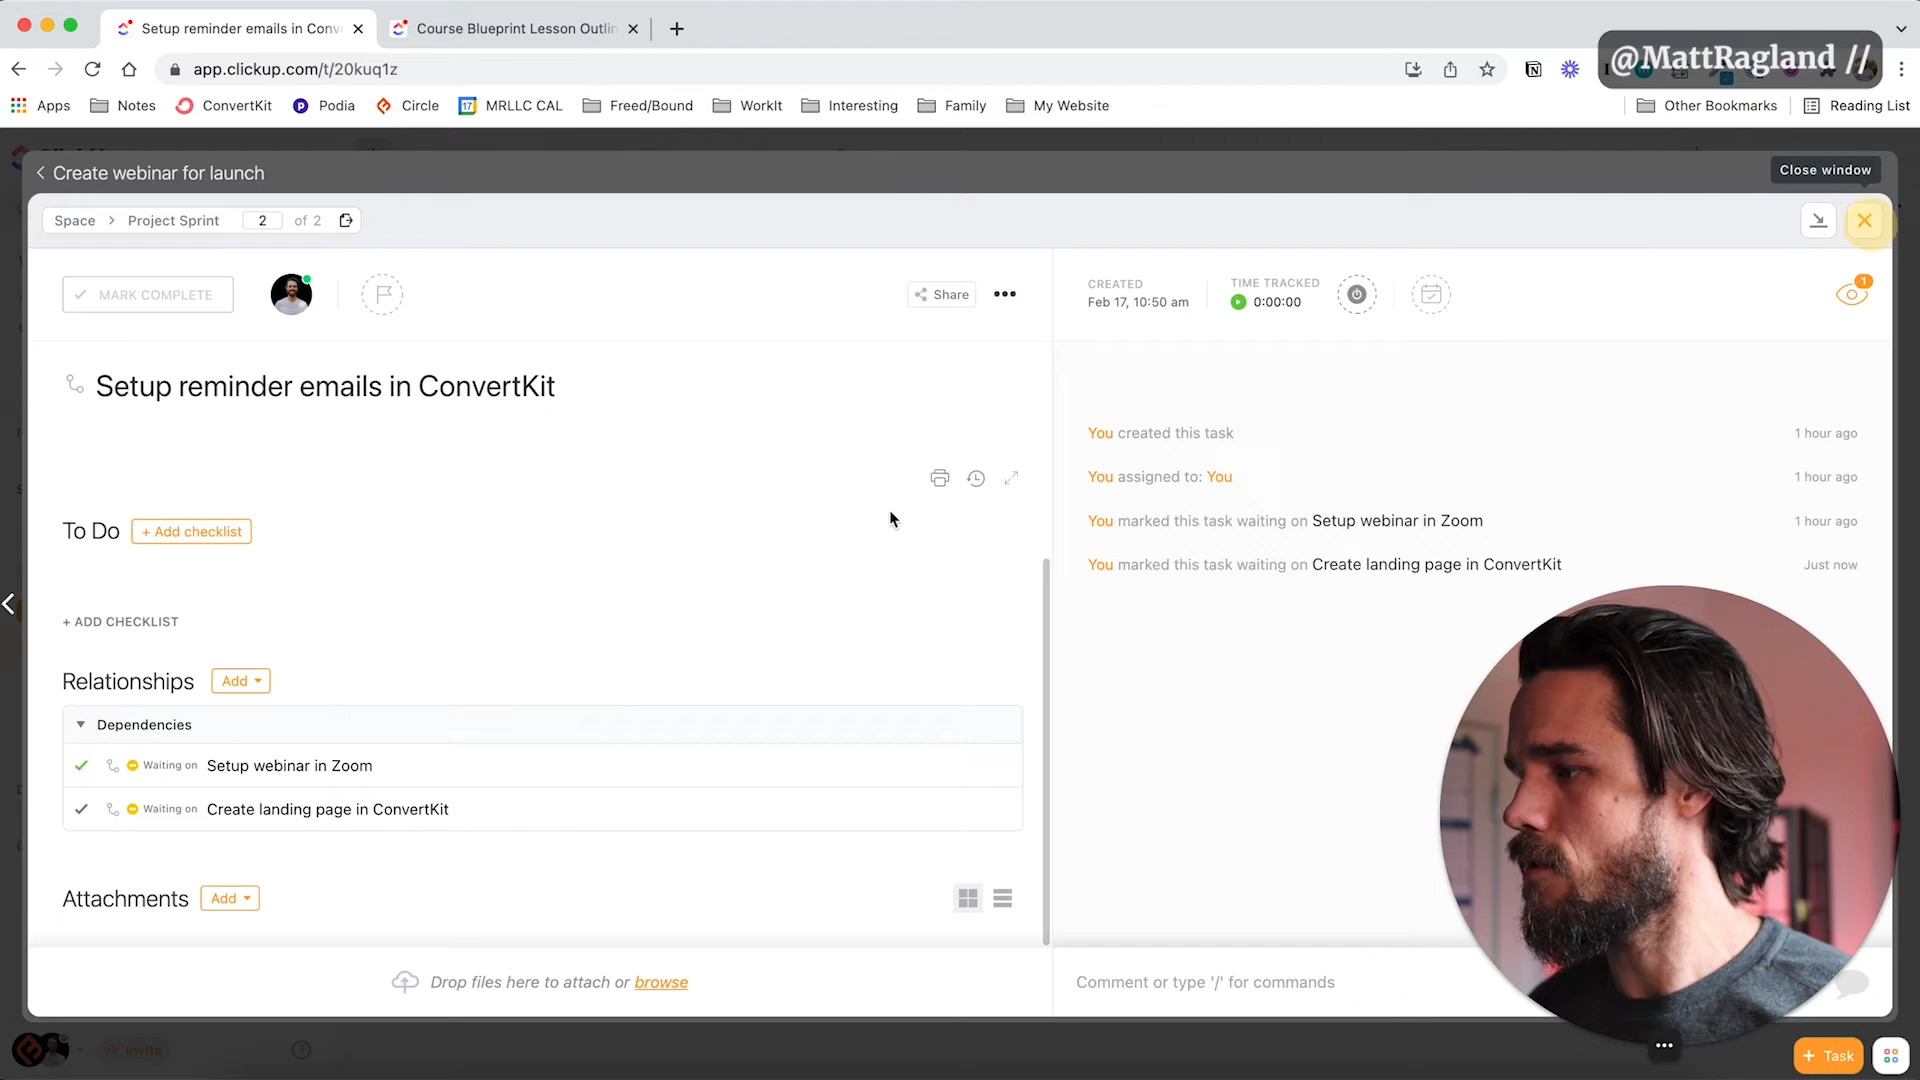 Setup reminder emails in Conv
Course Blueprint Lesson Outlin
app.clickup.com/t/20kuq1z
@MattRagland //
Apps
Notes
ConvertKit
Podia
Circle
17
MRLLC CAL
Freed/Bound
WorkIt
Interesting
Family
My Website
Other Bookmarks
Reading List
Create webinar for launch
Close window
Space > Project Sprint 2 of 2
MARK COMPLETE
Share
CREATED
Feb 17, 10:50 am
TIME TRACKED
0:00:00
1
Setup reminder emails in ConvertKit
You created this task 1 hour ago
You assigned to: You 1 hour ago
You marked this task waiting on Setup webinar in Zoom 1 hour ago
You marked this task waiting on Create landing page in ConvertKit Just now
To Do + Add checklist
+ ADD CHECKLIST
Relationships Add
Dependencies
Waiting on Setup webinar in Zoom
Waiting on Create landing page in ConvertKit
Attachments Add
Drop files here to attach or browse
Comment or type '/' for commands
Invite
+ Task